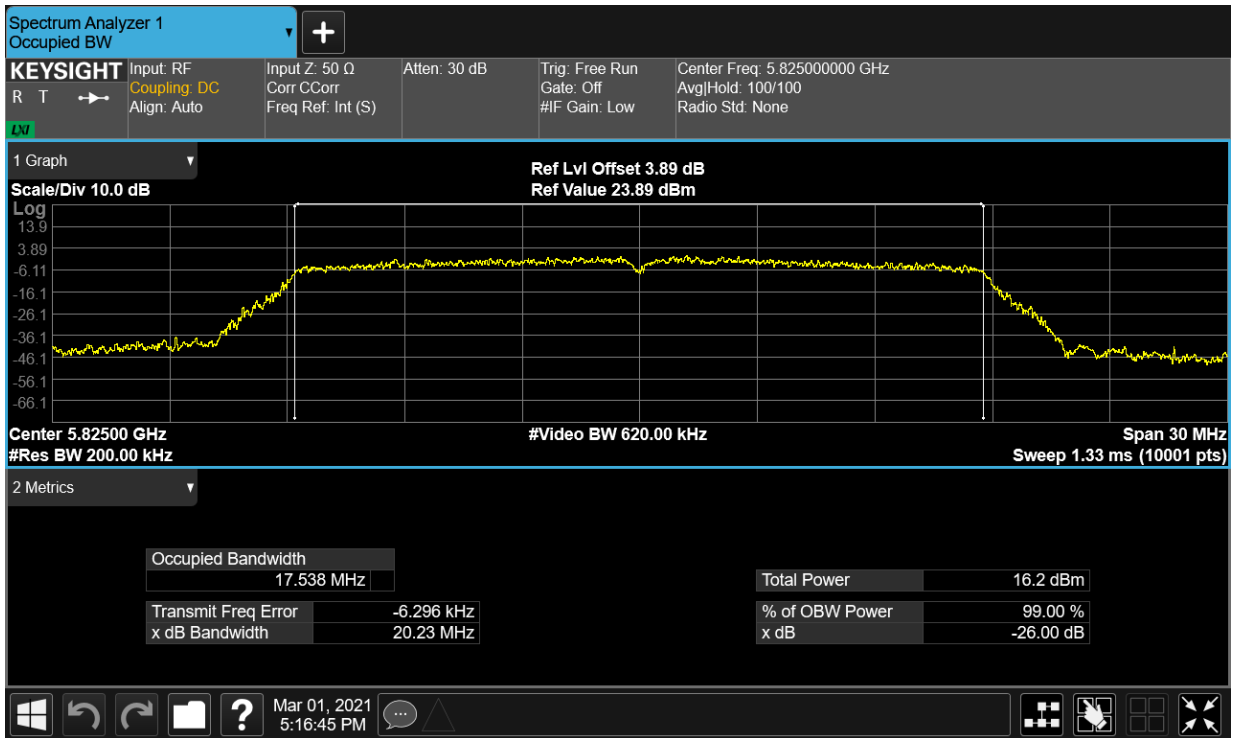 Spectrum Analyzer 1
Occupied BW
KEYSIGHT
R T
LXI
Input: RF
Coupling: DC
Align: Auto
Input Z: 50 Ω
Corr CCorr
Freq Ref: Int (S)
Atten: 30 dB
Trig: Free Run
Gate: Off
#IF Gain: Low
Center Freq: 5.825000000 GHz
Avg|Hold: 100/100
Radio Std: None
1 Graph
Scale/Div 10.0 dB
Ref Lvl Offset 3.89 dB
Ref Value 23.89 dBm
Log
13.9
3.89
-6.11
-16.1
-26.1
-36.1
-46.1
-56.1
-66.1
Center 5.82500 GHz
#Video BW 620.00 kHz
Span 30 MHz
#Res BW 200.00 kHz
Sweep 1.33 ms (10001 pts)
2 Metrics
Occupied Bandwidth
17.538 MHz
Total Power 16.2 dBm
Transmit Freq Error -6.296 kHz
% of OBW Power 99.00 %
x dB Bandwidth 20.23 MHz
x dB -26.00 dB
?
Mar 01, 2021
5:16:45 PM